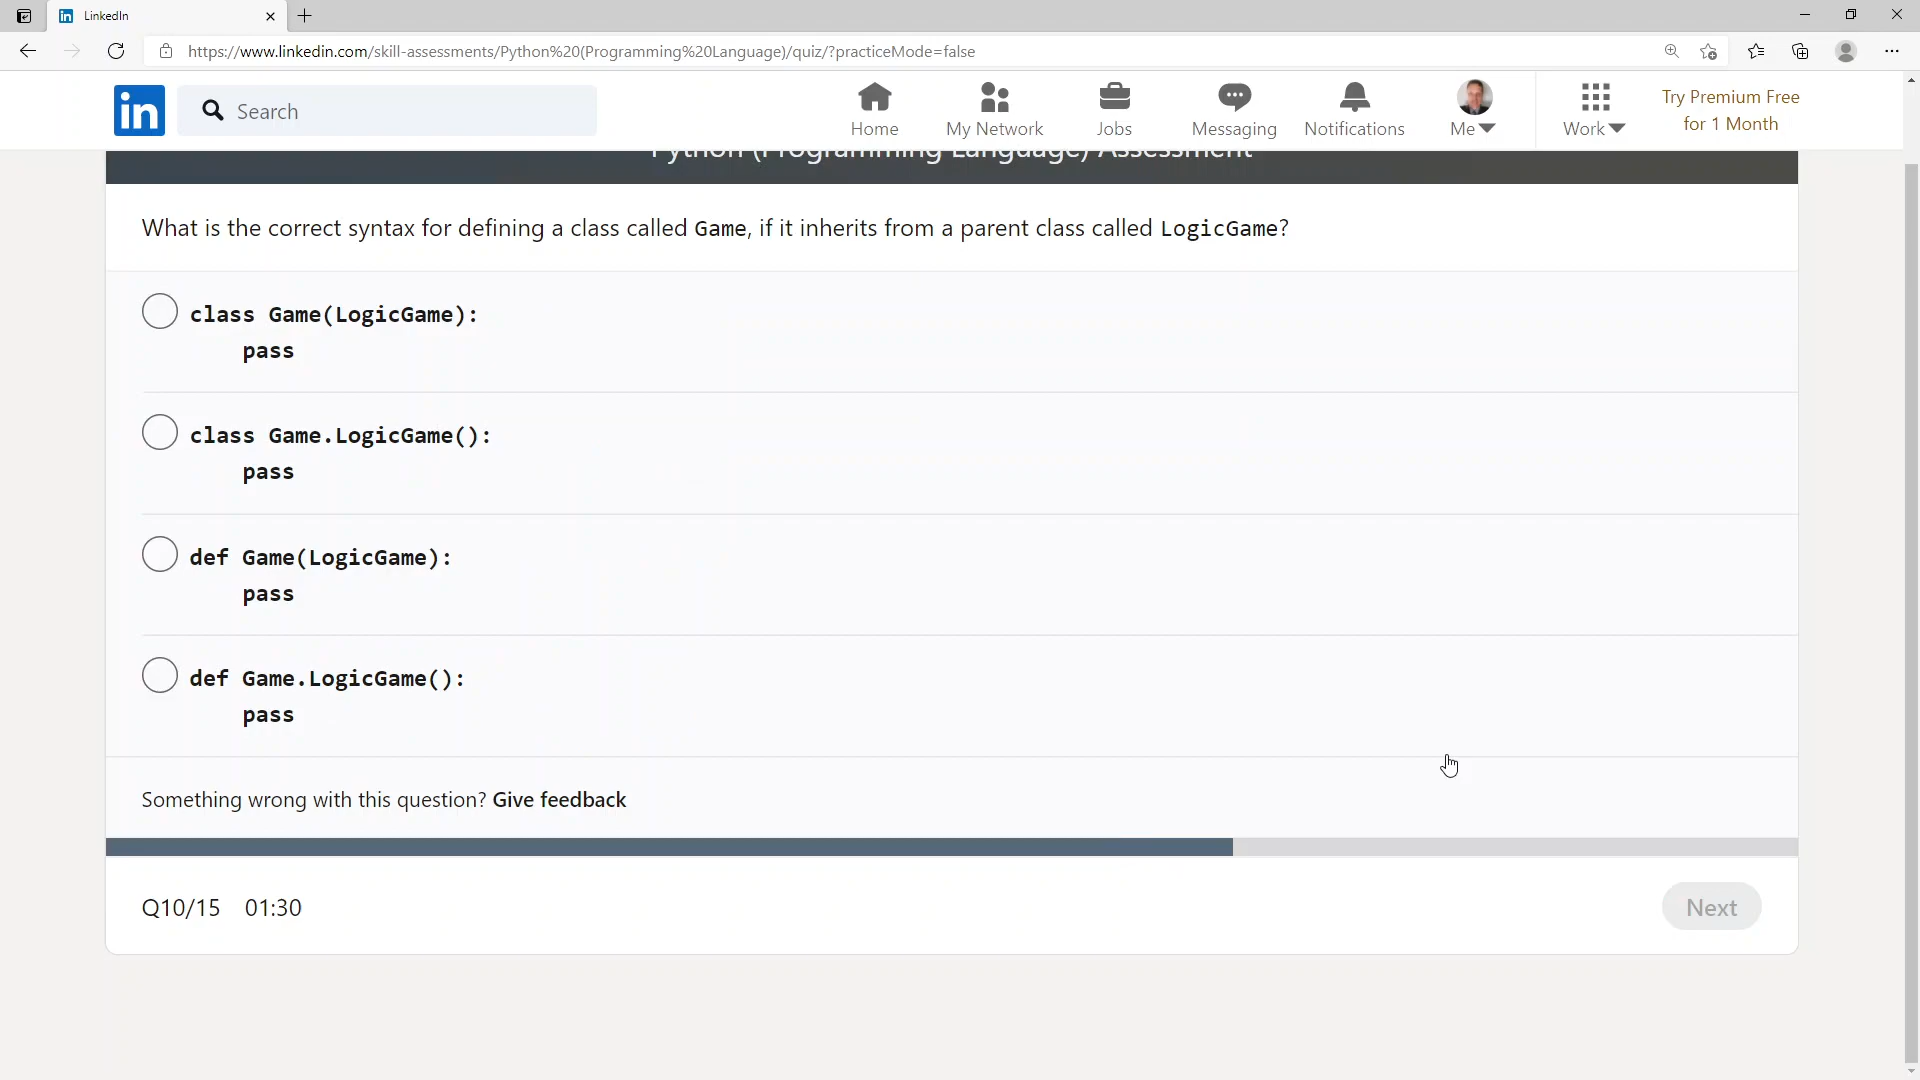 LinkedIn
https://www.linkedin.com/skill-assessments/Python%20(Programming%20Language)/quiz/?practiceMode=false
in
Search
Home
My Network
Jobs
Messaging
Notifications
Me
Work
Try Premium Free
for 1 Month
Python (Programming Language) Assessment
What is the correct syntax for defining a class called Game, if it inherits from a parent class called LogicGame?
class Game(LogicGame):
pass
class Game.LogicGame():
pass
def Game(LogicGame):
pass
def Game.LogicGame():
pass
Something wrong with this question? Give feedback
Q10/15 01:30
Next